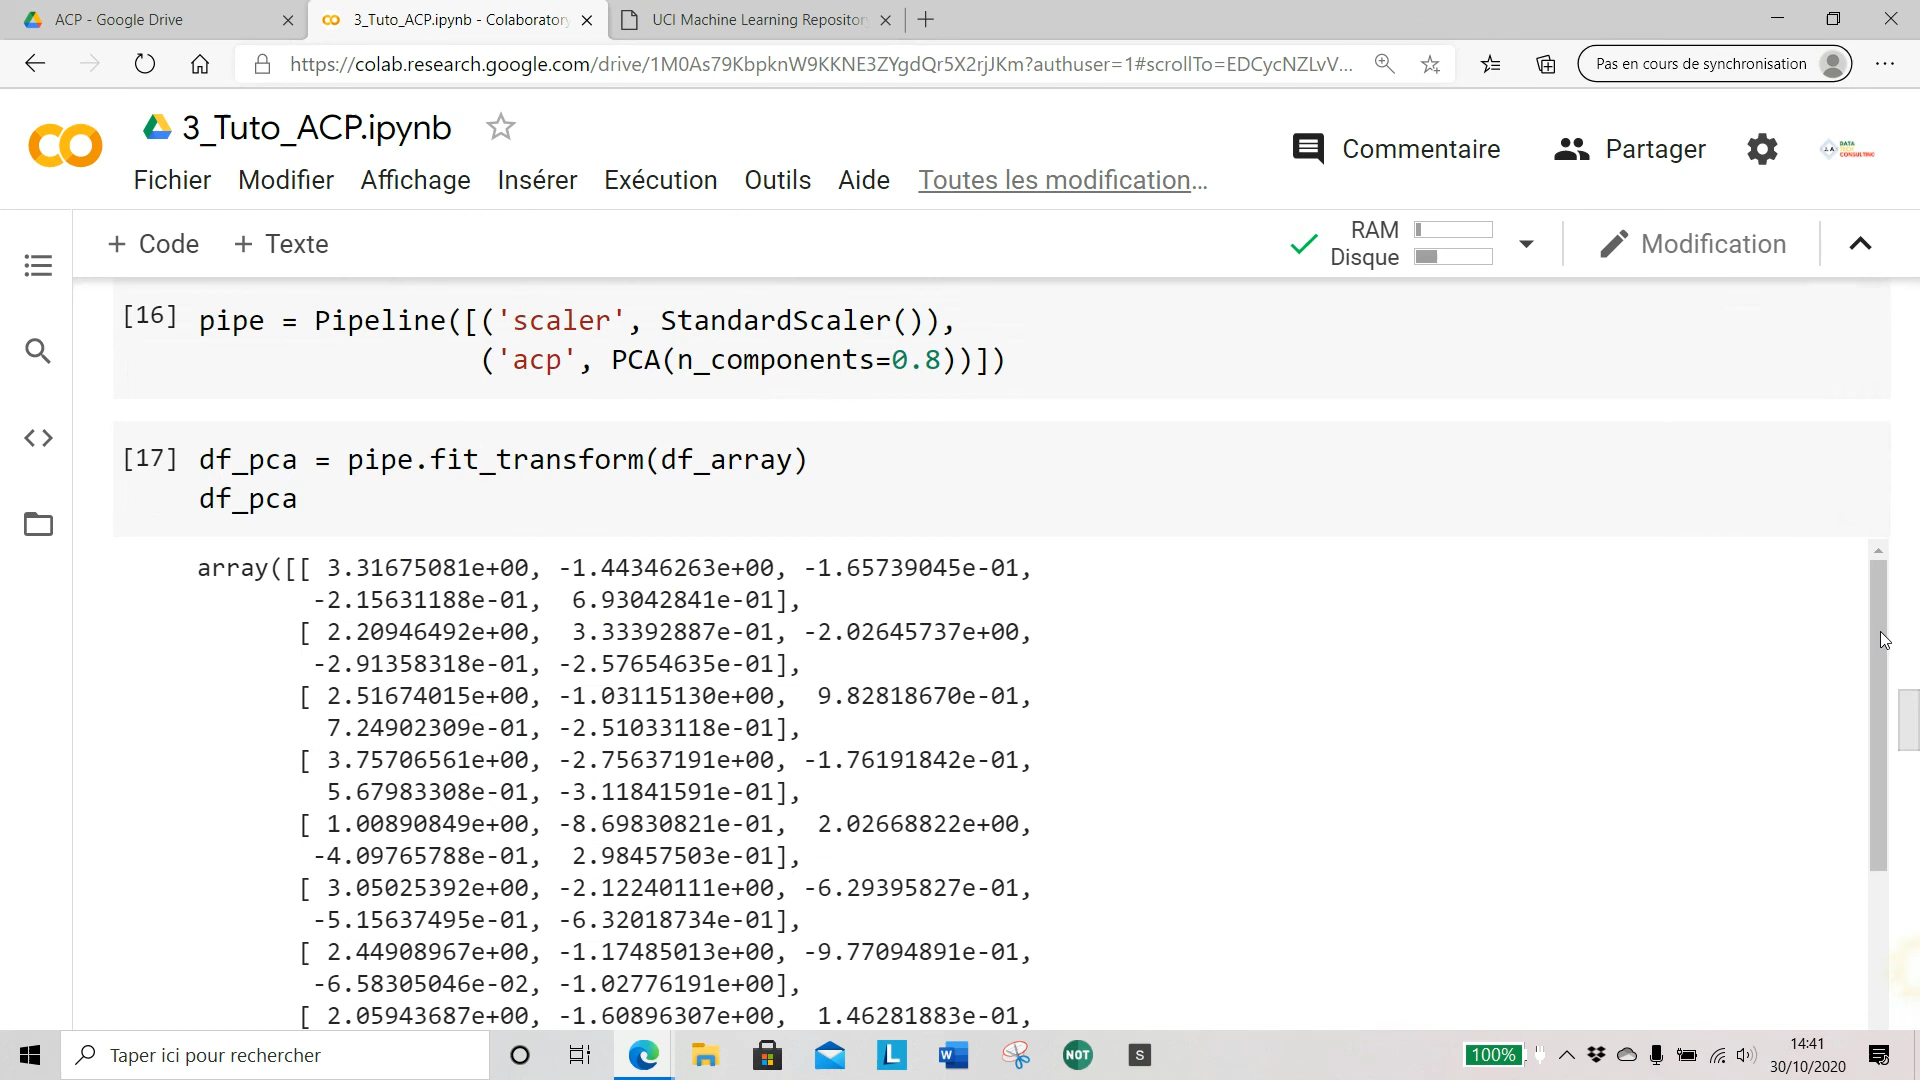 ACP - Google Drive
3_Tuto_ACP.ipynb - Colaboratory
UCI Machine Learning Repository
https://colab.research.google.com/drive/1M0As79KbpknW9KKNE3ZYgdQr5X2rjJKm?authuser=1#scrollTo=EDCycNZLvV...
Pas en cours de synchronisation
3_Tuto_ACP.ipynb
Commentaire
Partager
DATA
CONSULTING
Fichier Modifier Affichage Insérer Exécution Outils Aide Toutes les modification...
+ Code + Texte
RAM
Disque
Modification
[16] pipe = Pipeline([('scaler', StandardScaler()),
('acp', PCA(n_components=0.8))])
[17] df_pca = pipe.fit_transform(df_array)
df_pca
array([[ 3.31675081e+00, -1.44346263e+00, -1.65739045e-01,
-2.15631188e-01, 6.93042841e-01],
[ 2.20946492e+00, 3.33392887e-01, -2.02645737e+00,
-2.91358318e-01, -2.57654635e-01],
[ 2.51674015e+00, -1.03115130e+00, 9.82818670e-01,
7.24902309e-01, -2.51033118e-01],
[ 3.75706561e+00, -2.75637191e+00, -1.76191842e-01,
5.67983308e-01, -3.11841591e-01],
[ 1.00890849e+00, -8.69830821e-01, 2.02668822e+00,
-4.09765788e-01, 2.98457503e-01],
[ 3.05025392e+00, -2.12240111e+00, -6.29395827e-01,
-5.15637495e-01, -6.32018734e-01],
[ 2.44908967e+00, -1.17485013e+00, -9.77094891e-01,
-6.58305046e-02, -1.02776191e+00],
[ 2.05943687e+00, -1.60896307e+00, 1.46281883e-01,
Taper ici pour rechercher
L
W
NOT
S
100%
14:41
30/10/2020